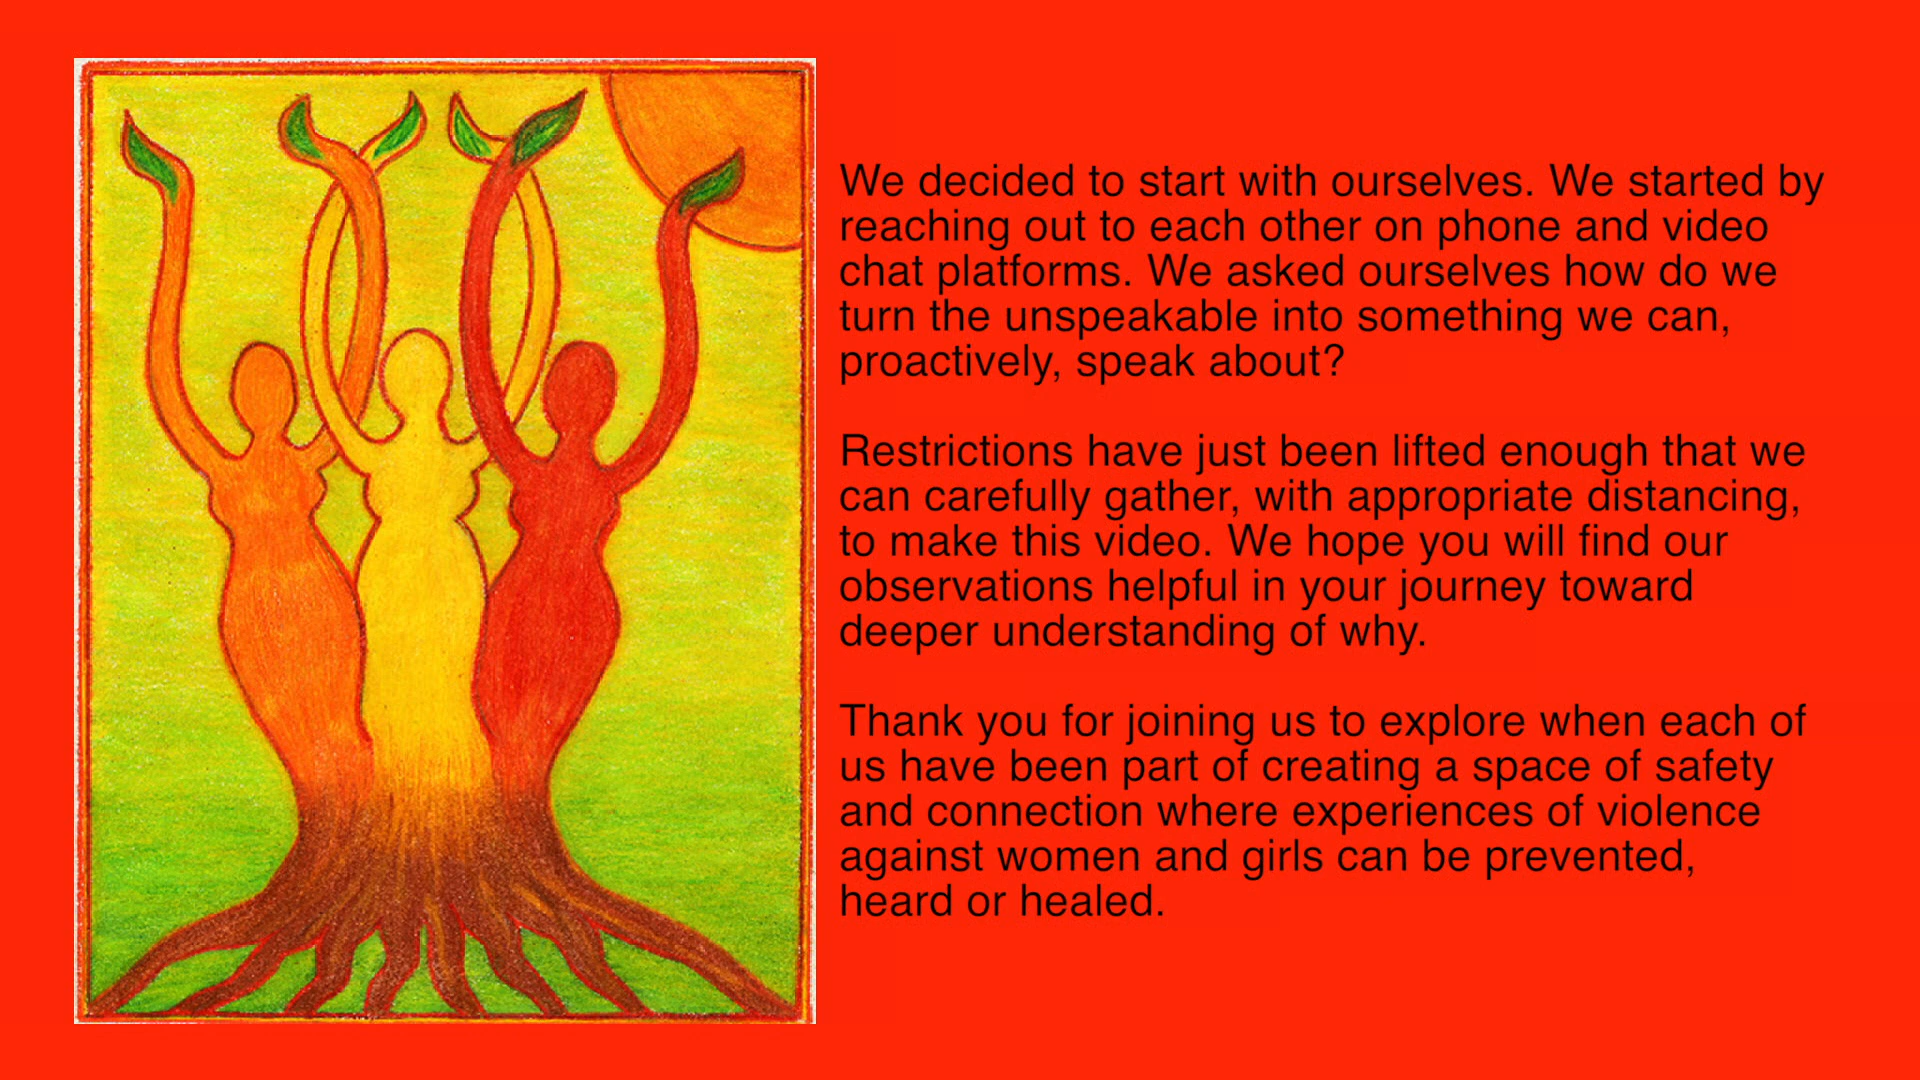 We decided to start with ourselves. We started by
reaching out to each other on phone and video
chat platforms. We asked ourselves how do we
turn the unspeakable into something we can,
proactively, speak about?
Restrictions have just been lifted enough that we
can carefully gather, with appropriate distancing,
to make this video. We hope you will find our
observations helpful in your journey toward
deeper understanding of why.
Thank you for joining us to explore when each of
us have been part of creating a space of safety
and connection where experiences of violence
against women and girls can be prevented,
heard or healed.